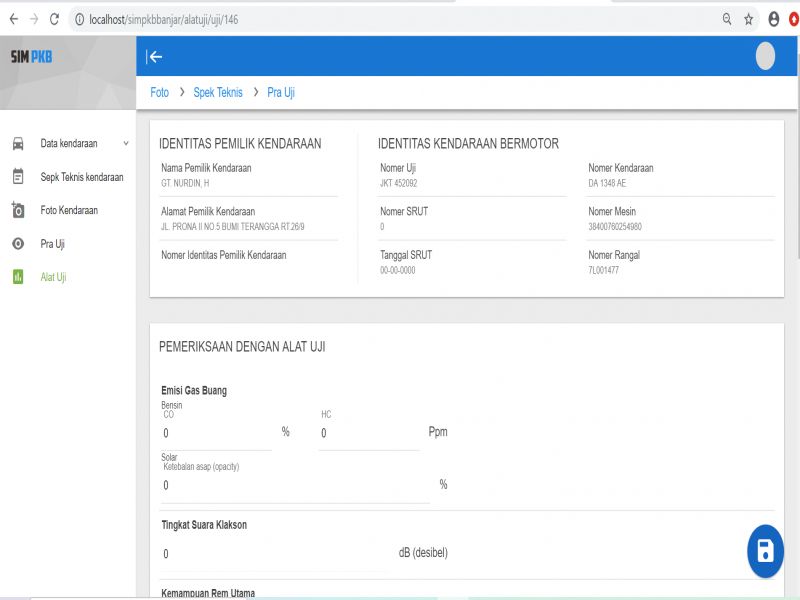 localhost/simpkbbanjar/alatuji/uji/146
SIM PKB
Foto > Spek Teknis > Pra Uji
Data kendaraan
Sepk Teknis kendaraan
Foto Kendaraan
Pra Uji
Alat Uji
IDENTITAS PEMILIK KENDARAAN
Nama Pemilik Kendaraan
GT. NURDIN, H
Alamat Pemilik Kendaraan
JL. PRONA II NO.5 BUMI TERANGGA RT.26/9
Nomer Identitas Pemilik Kendaraan
IDENTITAS KENDARAAN BERMOTOR
Nomer Uji
JKT 452092
Nomer SRUT
0
Tanggal SRUT
00-00-0000
Nomer Kendaraan
DA 1348 AE
Nomer Mesin
38400760254980
Nomer Rangal
7L001477
PEMERIKSAAN DENGAN ALAT UJI
Emisi Gas Buang
Bensin
CO HC
0 % 0 Ppm
Solar
Ketebalan asap (opacity)
0 %
Tingkat Suara Klakson
0 dB (desibel)
Kemampuan Rem Utama